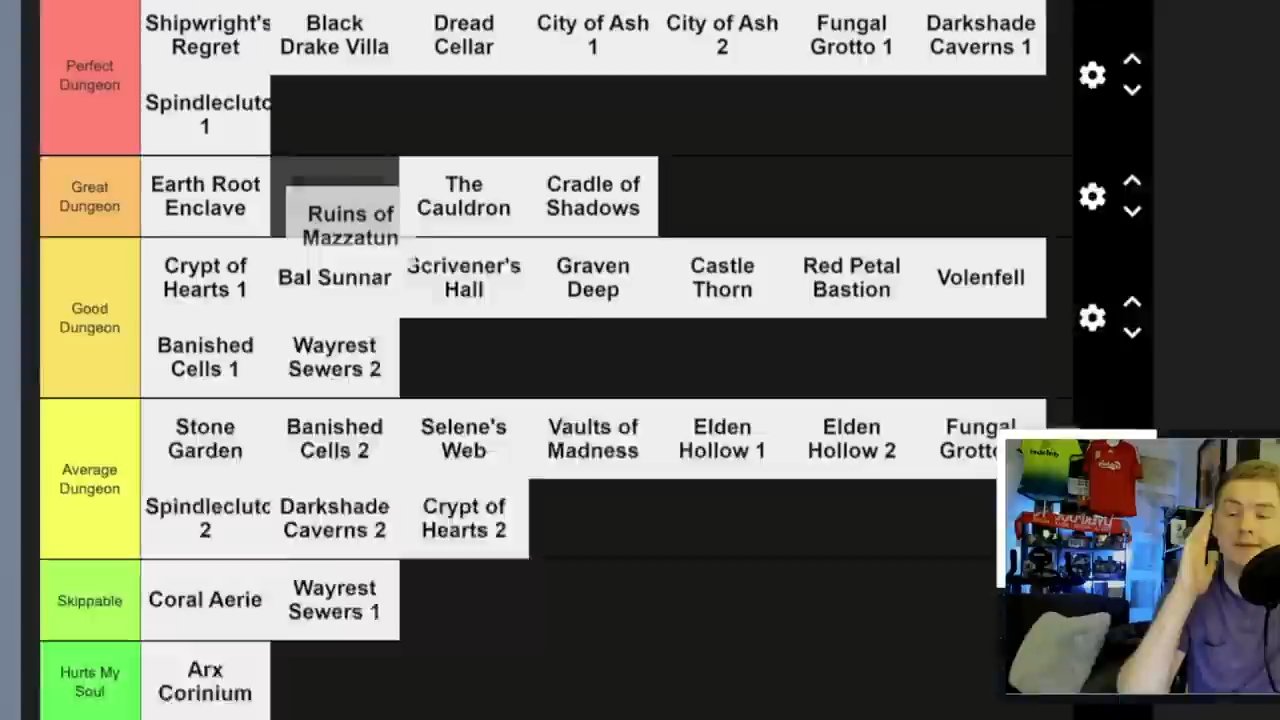 Perfect
Dungeon
Shipwright's
Regret
Black
Drake Villa
Dread
Cellar
City of Ash
1
City of Ash
2
Fungal
Grotto 1
Darkshade
Caverns 1
Spindleclutc
1
Great
Dungeon
Earth Root
Enclave
Ruins of
Mazzatun
The
Cauldron
Cradle of
Shadows
Good
Dungeon
Crypt of
Hearts 1
Bal Sunnar
Scrivener's
Hall
Graven
Deep
Castle
Thorn
Red Petal
Bastion
Volenfell
Banished
Cells 1
Wayrest
Sewers 2
Average
Dungeon
Stone
Garden
Banished
Cells 2
Selene's
Web
Vaults of
Madness
Elden
Hollow 1
Elden
Hollow 2
Fungal
Grotto
Spindleclutc
2
Darkshade
Caverns 2
Crypt of
Hearts 2
Skippable
Coral Aerie
Wayrest
Sewers 1
Hurts My
Soul
Arx
Corinium